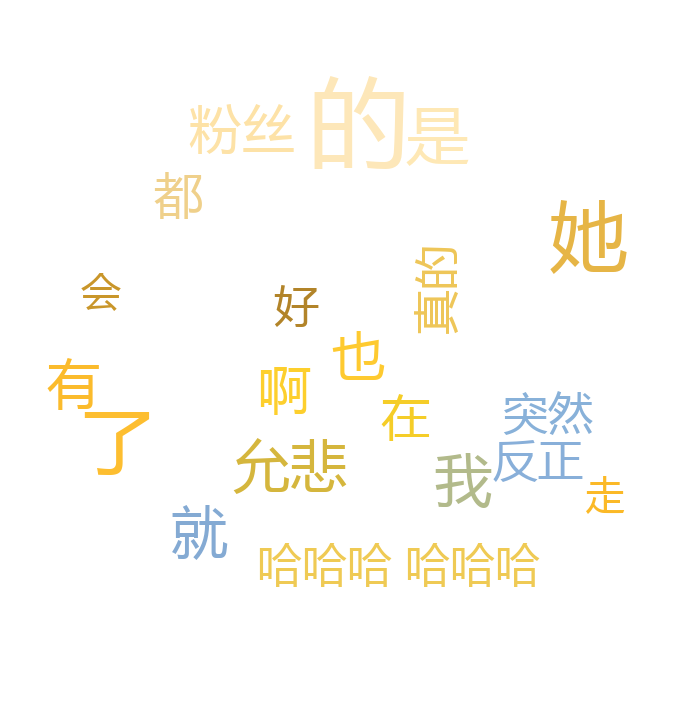 粉丝
的
是
都
她
真的
会
好
也
有
啊
在
了
突然
反正
允悲
我
走
就
哈哈哈 哈哈哈